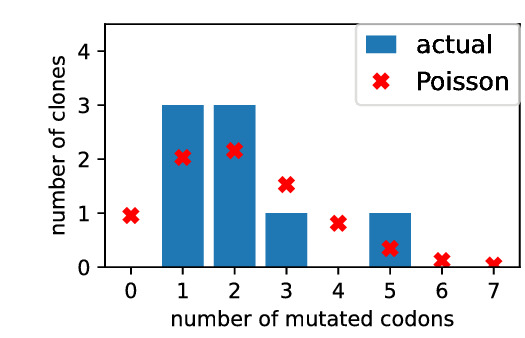 actual
Poisson
number of clones
4
3
2
1
0
0 1 2 3 4 5 6 7
number of mutated codons